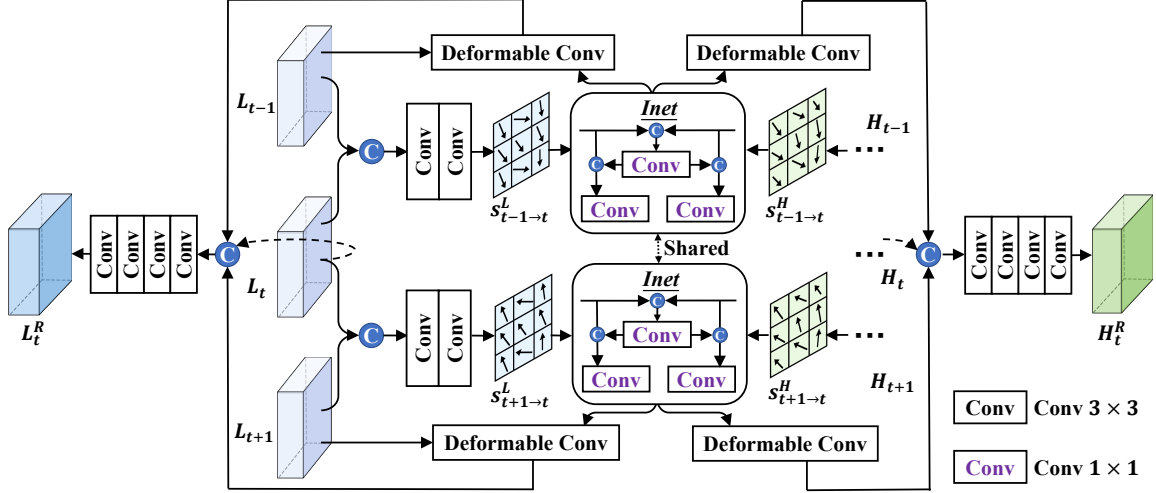 Deformable Conv
Deformable Conv
L_{t-1}
C
Conv
Conv
s^L_{t-1→t}
Inet
C
C
Conv
C
Conv
Conv
s^H_{t-1→t}
H_{t-1}
...
Shared
L^R_t
Conv
Conv
Conv
Conv
C
L_t
...
H_t
C
Conv
Conv
Conv
Conv
H^R_t
C
Conv
Conv
s^L_{t+1→t}
Inet
C
C
Conv
C
Conv
Conv
s^H_{t+1→t}
...
H_{t+1}
L_{t+1}
Deformable Conv
Deformable Conv
Conv Conv 3 × 3
Conv Conv 1 × 1